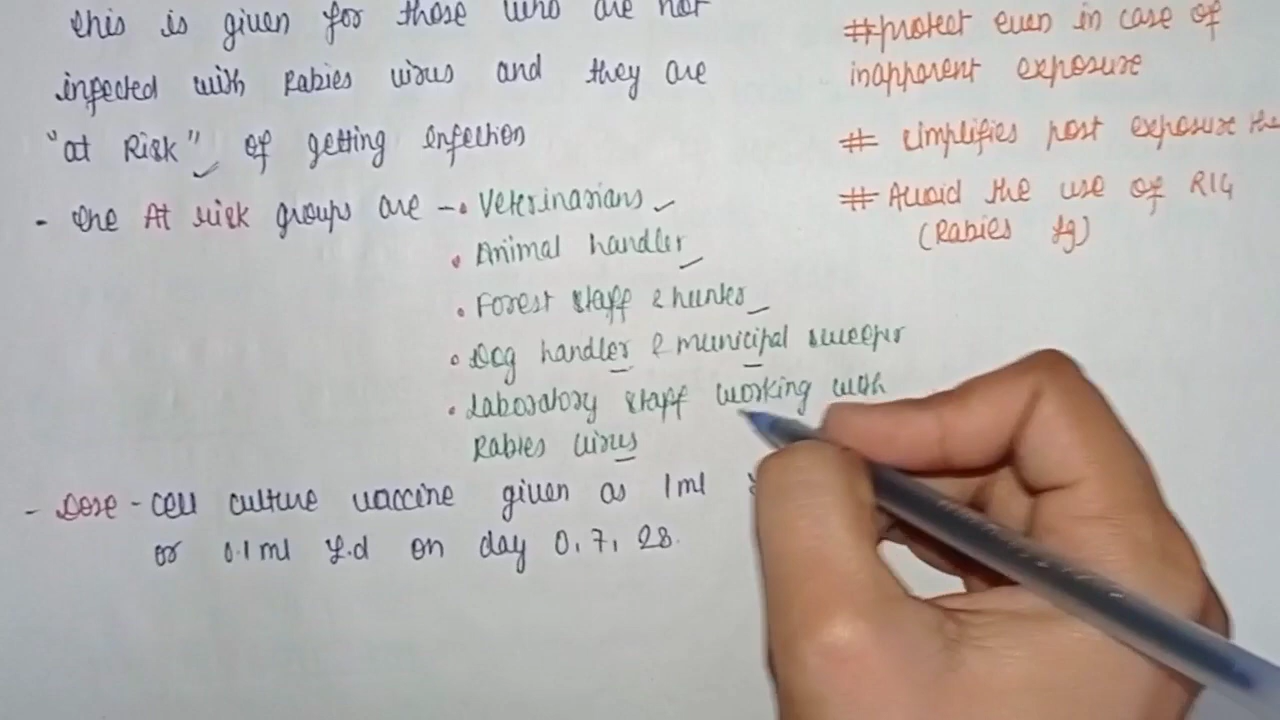 this is given for those who are not
infected with Rabies virus and they are
"at Risk" of getting infection
- The At risk groups are - • Veterinarians
• Animal handler
• Forest staff & hunter
• Dog handler & municipal sweeper
• Laboratory staff working with
Rabies virus
- Dose - cell culture vaccine given as 1ml
or 0.1ml I.d on day 0, 7, 28.
# protect even in case of
inapparent exposure
# simplifies post exposure
# Avoid the use of RIG
(Rabies Ig)